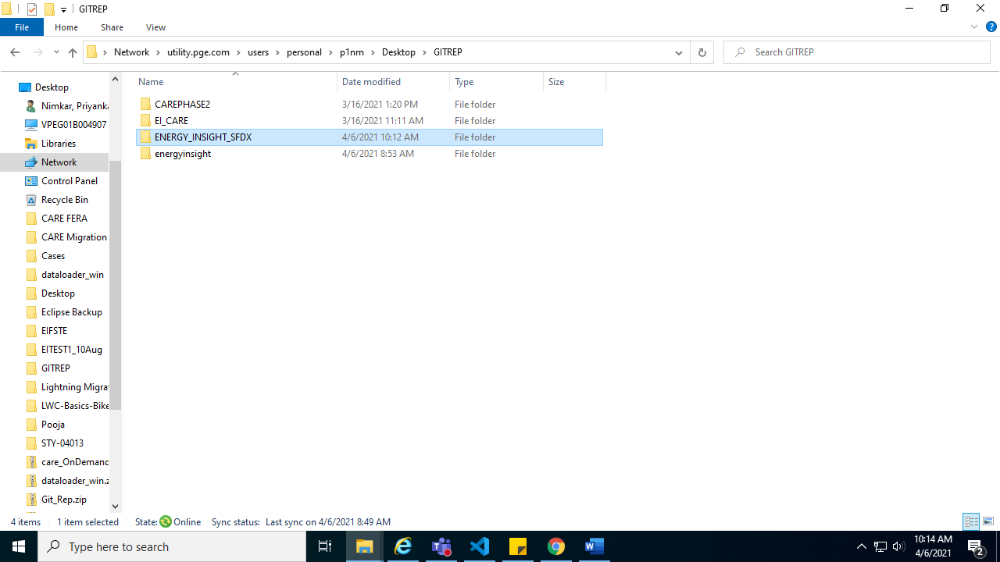 GITREP
File Home Share View
Network utility.pge.com users personal p1nm Desktop GITREP
Search GITREP
Name Date modified Type Size
CAREPHASE2 3/16/2021 1:20 PM File folder
EI_CARE 3/16/2021 11:11 AM File folder
ENERGY_INSIGHT_SFDX 4/6/2021 10:12 AM File folder
energyinsight 4/6/2021 8:53 AM File folder
Desktop
Nimkar, Priyanka
VPEG01B004907
Libraries
Network
Control Panel
Recycle Bin
CARE FERA
CARE Migration
Cases
dataloader_win
Desktop
Eclipse Backup
EIFSTE
EITEST1_10Aug
GITREP
Lightning Migra
LWC-Basics-Bike
Pooja
STY-04013
care_OnDemand
dataloader_win.z
Git_Rep.zip
4 items 1 item selected State: Online Sync status: Last sync on 4/6/2021 8:49 AM
Type here to search
10:14 AM
4/6/2021
2